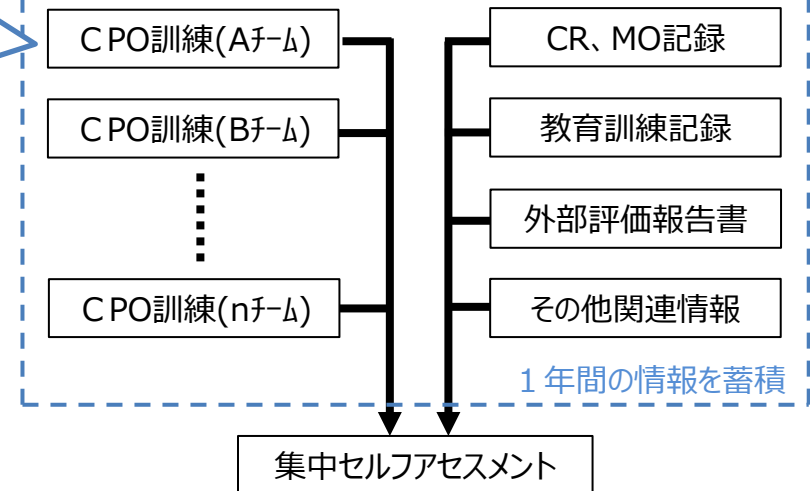 ＣPO訓練(Aﾁｰﾑ)
ＣPO訓練(Bﾁｰﾑ)
ＣPO訓練(nﾁｰﾑ)
CR、MO記録
教育訓練記録
外部評価報告書
その他関連情報
１年間の情報を蓄積
集中セルフアセスメント